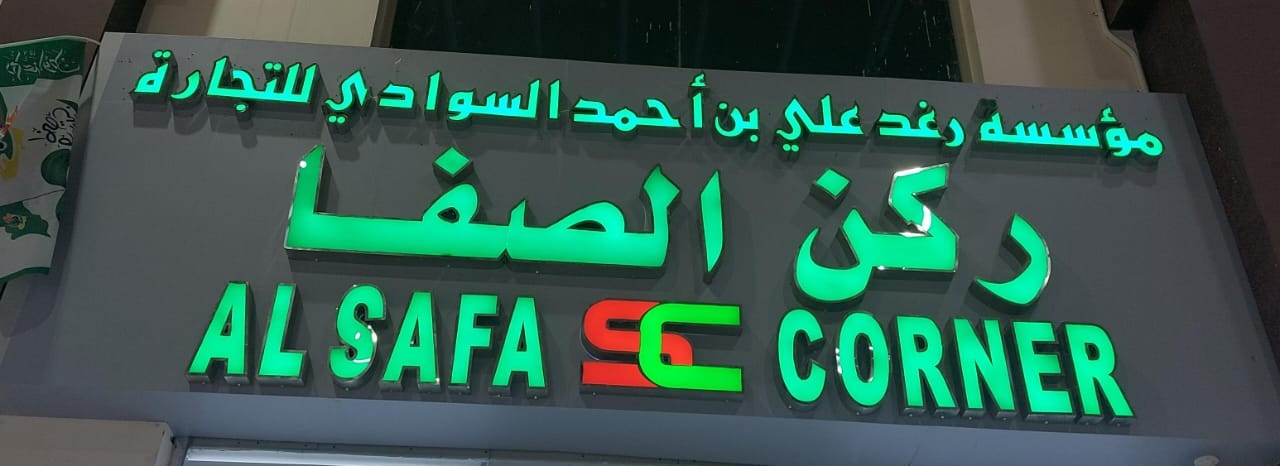 مؤسسة رغد علي بن أحمد السوادي للتجارة
ركن الصفا
AL SAFA SC CORNER